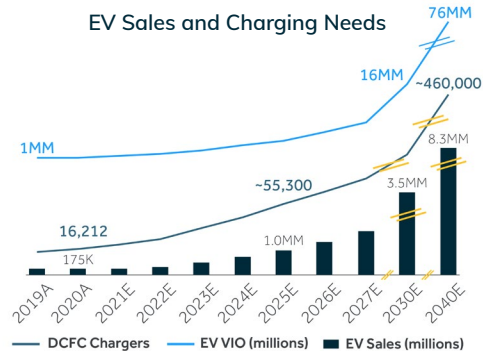 EV Sales and Charging Needs
76MM
16MM
~460,000
8.3MM
1MM
~55,300
3.5MM
16,212
1.0MM
175K
2019A
2020A
2021E
2022E
2023E
2024E
2025E
2026E
2027E
2030E
2040E
DCFC Chargers EV VIO (millions) EV Sales (millions)